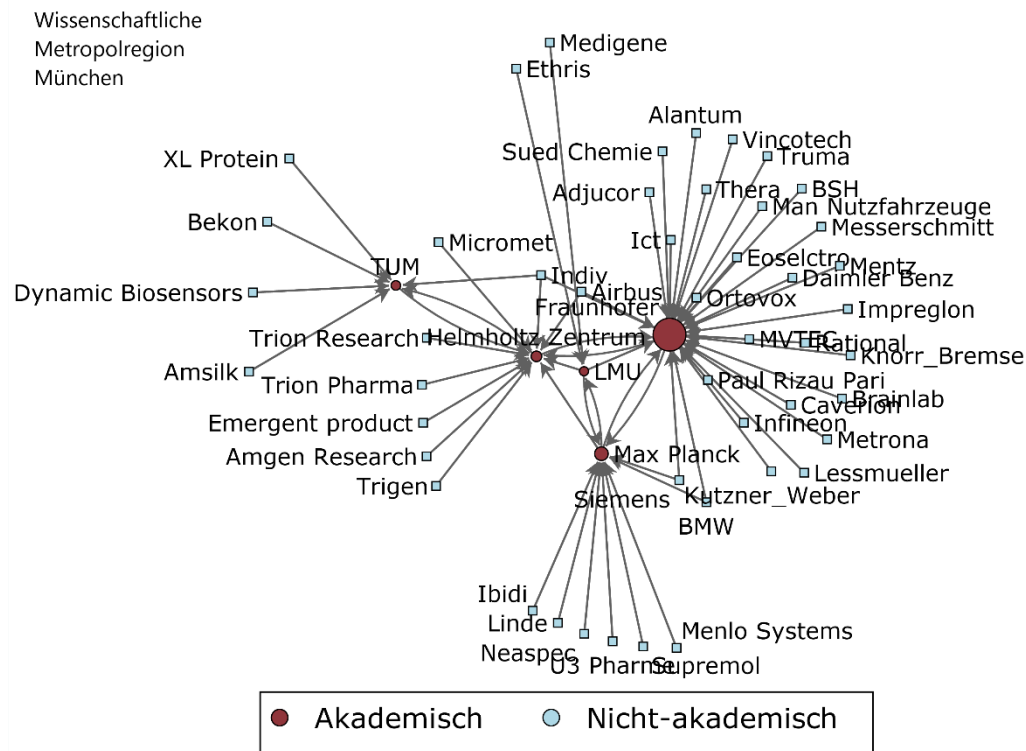 Wissenschaftliche
Metropolregion
München
Medigene
Ethris
Alantum
Vincotech
Sued Chemie
Truma
XL Protein
Adjucor
Thera
BSH
Man Nutzfahrzeuge
Bekon
Messerschmitt
Micromet
Ict
Eoselctro
TUM
Mentz
Indiv
Daimler Benz
Dynamic Biosensors
Airbus
Ortovox
Fraunhofer
Impreglon
Trion Research
Helmholtz Zentrum
MVTEC
Rational
Knorr_Bremse
Amsilk
LMU
Trion Pharma
Paul Rizau Pari
Brainlab
Caverion
Emergent product
Infineon
Metrona
Amgen Research
Max Planck
Lessmueller
Trigen
Siemens
Kutzner_Weber
BMW
Ibidi
Linde
Menlo Systems
Neaspec
U3 Pharme
Supremol
Akademisch
Nicht-akademisch